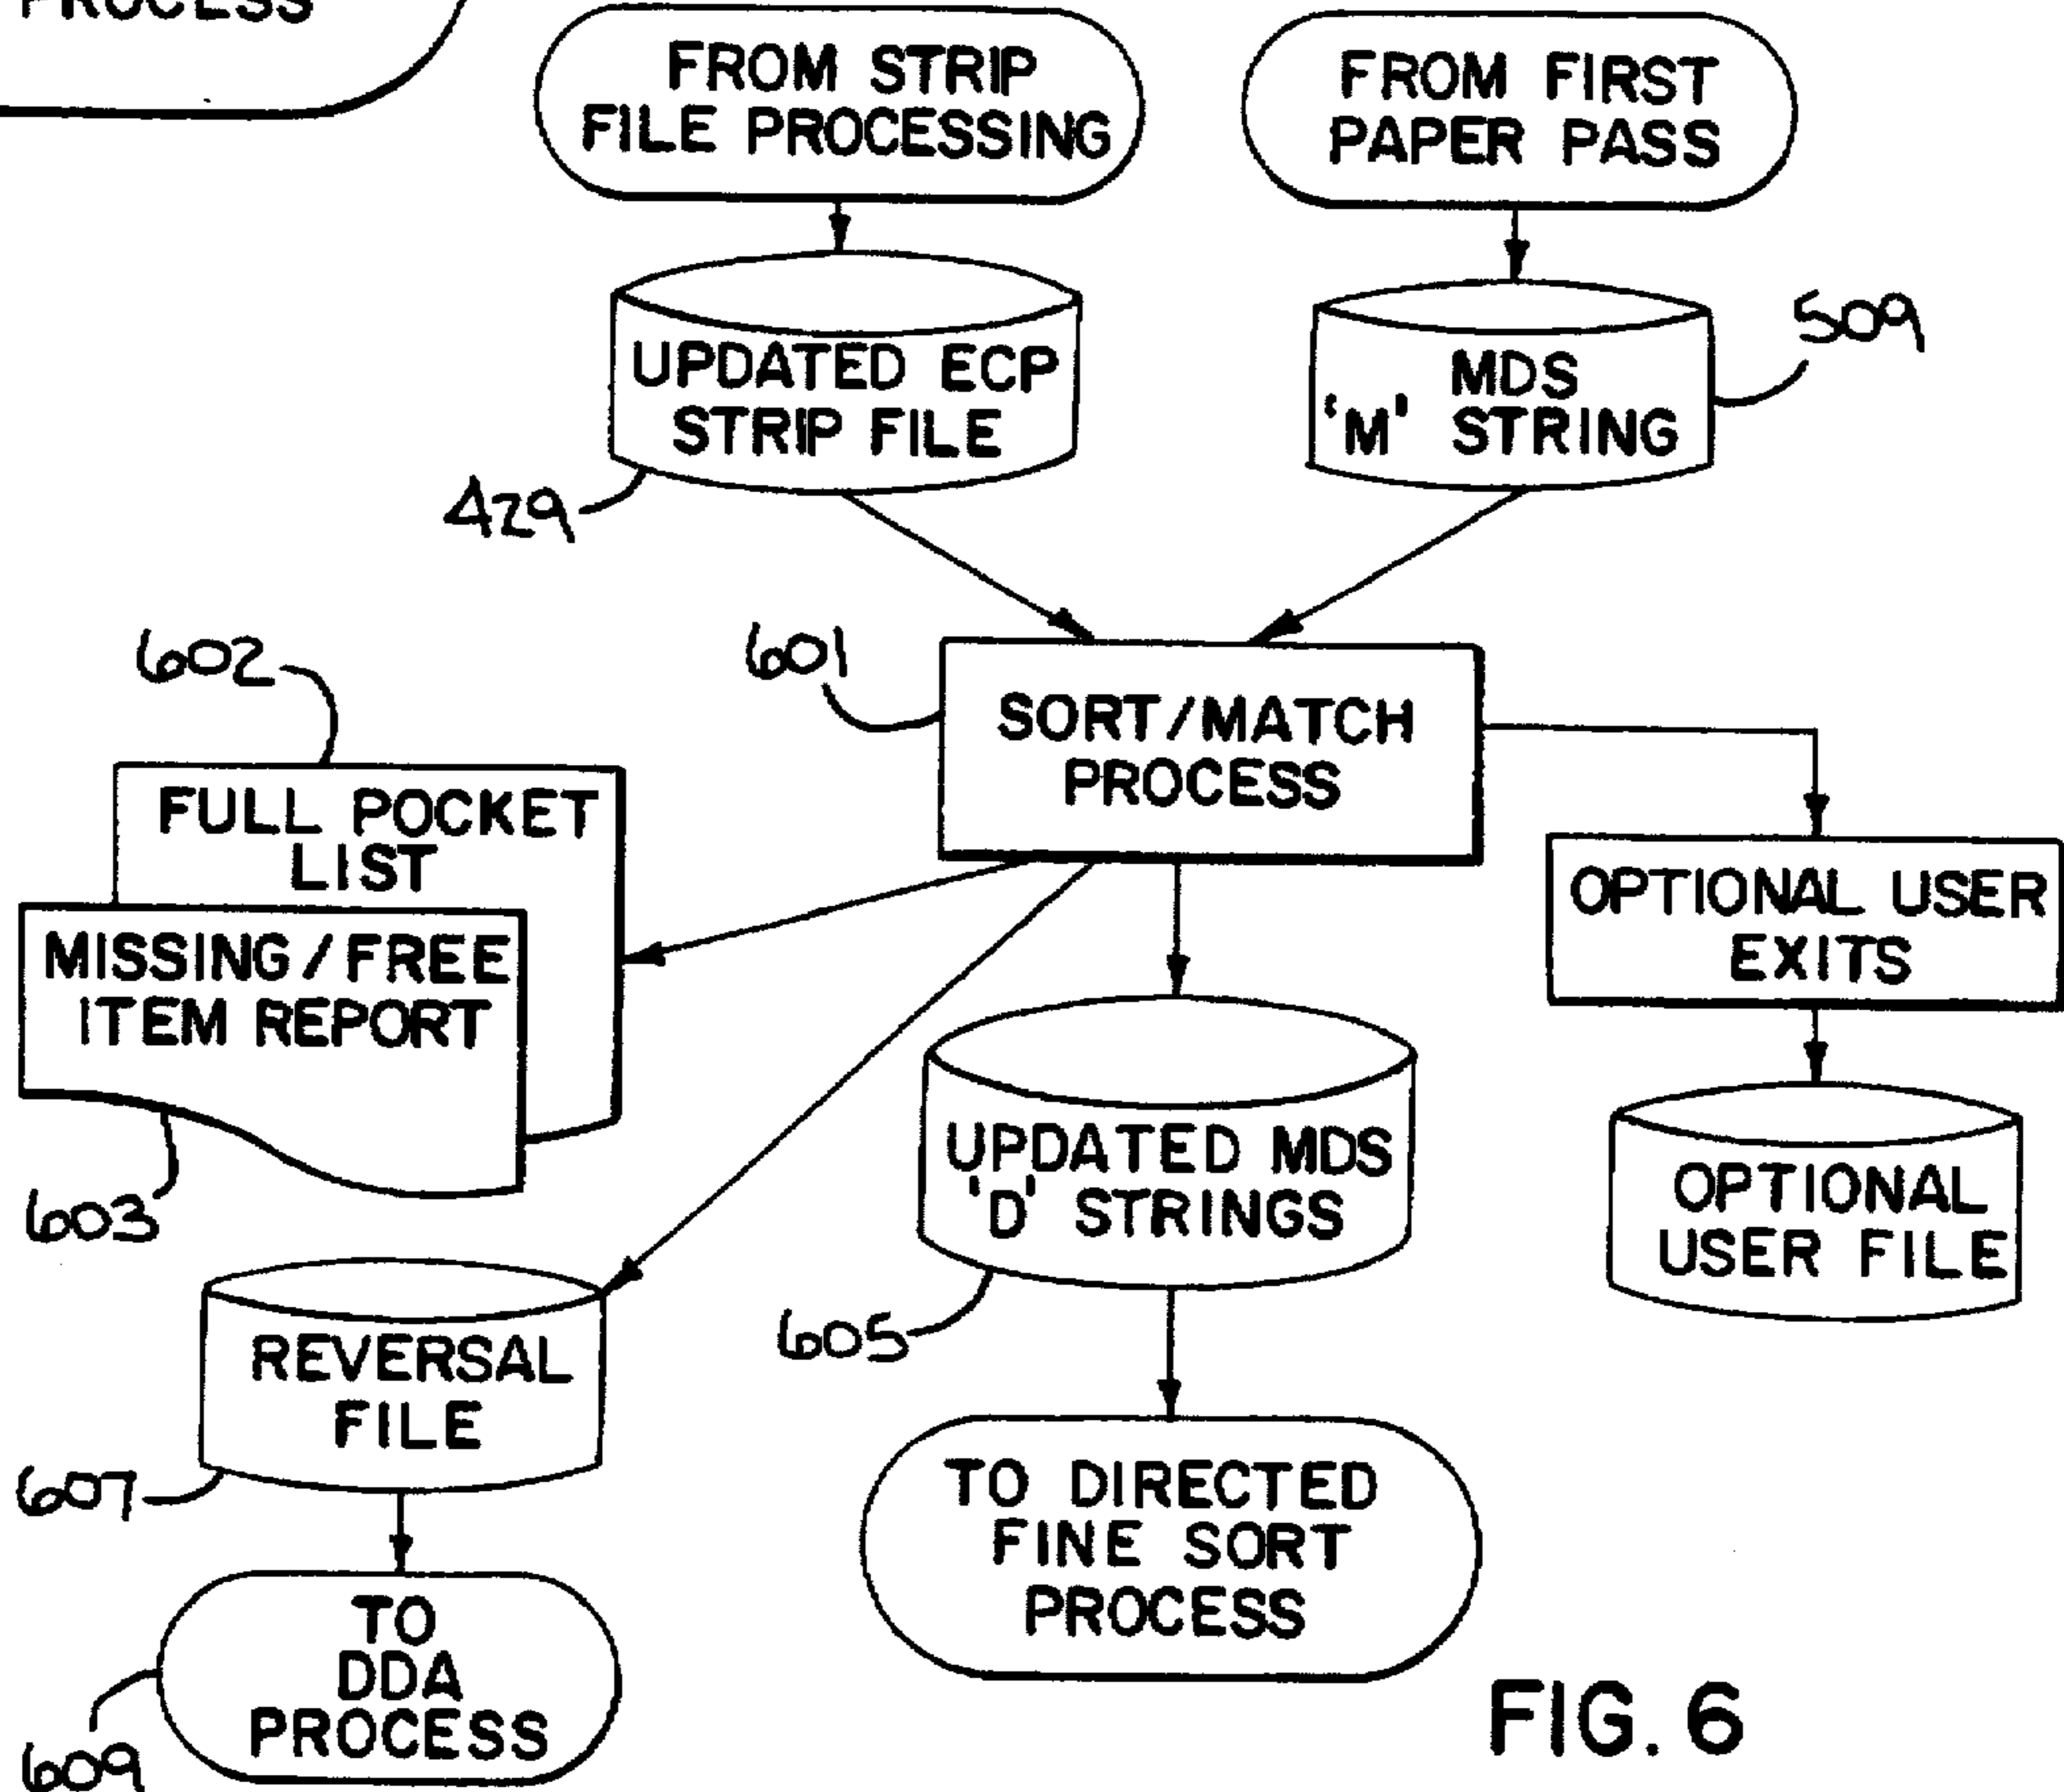 PROCESS
FROM STRIP
FILE PROCESSING
FROM FIRST
PAPER PASS
UPDATED ECP
STRIP FILE
429
MDS
'M' STRING
509
602
601
SORT/MATCH
PROCESS
FULL POCKET
LIST
MISSING/FREE
ITEM REPORT
603
OPTIONAL USER
EXITS
UPDATED MDS
'D' STRINGS
605
OPTIONAL
USER FILE
REVERSAL
FILE
607
TO DIRECTED
FINE SORT
PROCESS
TO
DDA
PROCESS
609
FIG. 6